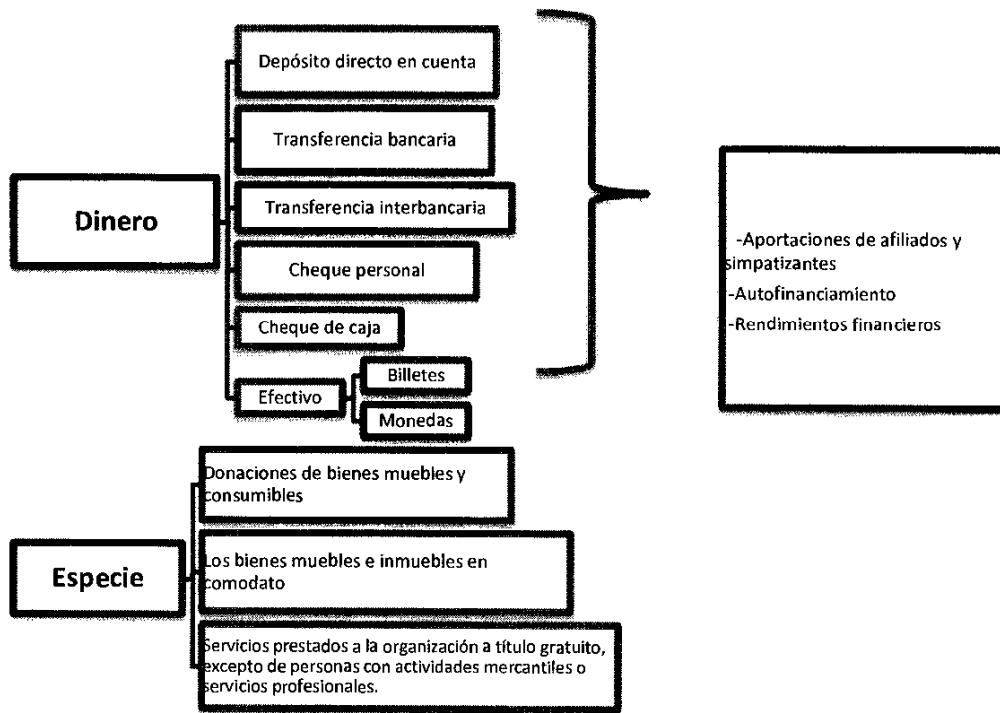 Dinero
Depósito directo en cuenta
Transferencia bancaria
Transferencia interbancaria
Cheque personal
Cheque de caja
Efectivo
Billetes
Monedas
-Aportaciones de afiliados y
simpatizantes
-Autofinanciamiento
-Rendimientos financieros
Especie
Donaciones de bienes muebles y
consumibles
Los bienes muebles e inmuebles en
comodato
Servicios prestados a la organización a título gratuito,
excepto de personas con actividades mercantiles o
servicios profesionales.